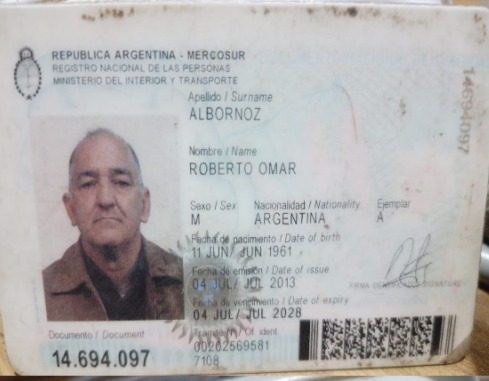 REPUBLICA ARGENTINA - MERCOSUR
REGISTRO NACIONAL DE LAS PERSONAS
MINISTERIO DEL INTERIOR Y TRANSPORTE
Apellido / Surname
ALBORNOZ
Nombre / Name
ROBERTO OMAR
Sexo / Sex Nacionalidad / Nationality Ejemplar
M ARGENTINA A
Fecha de nacimiento / Date of birth
11 JUN/ JUN 1961
Fecha de emisión / Date of issue
04 JUL/ JUL 2013
Fecha de vencimiento / Date of expiry
04 JUL/ JUL 2028
FIRMA SIGNATURE
Documento / Document
14.694.097
Trámite Nº / Of. ident.
00202569581
7108
14694097